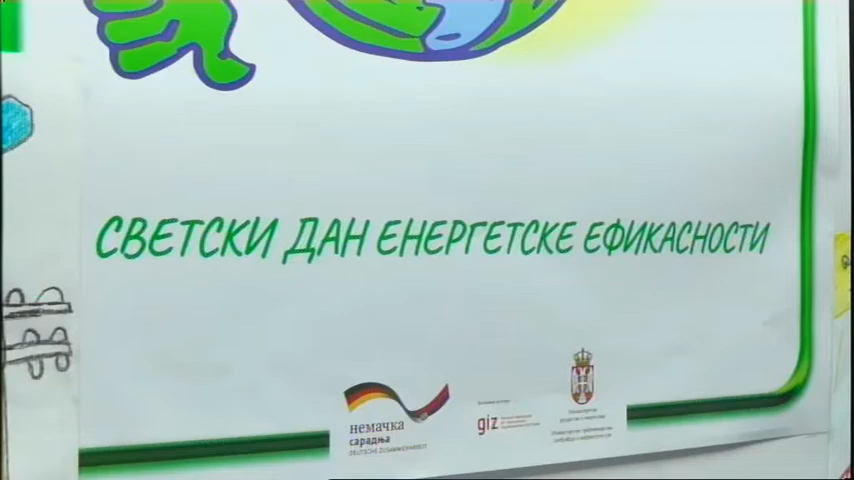 СВЕТСКИ ДАН ЕНЕРГЕТСКЕ ЕФИКАСНОСТИ
немачка
сарадња
DEUTSCHE ZUSAMMENARBEIT
giz